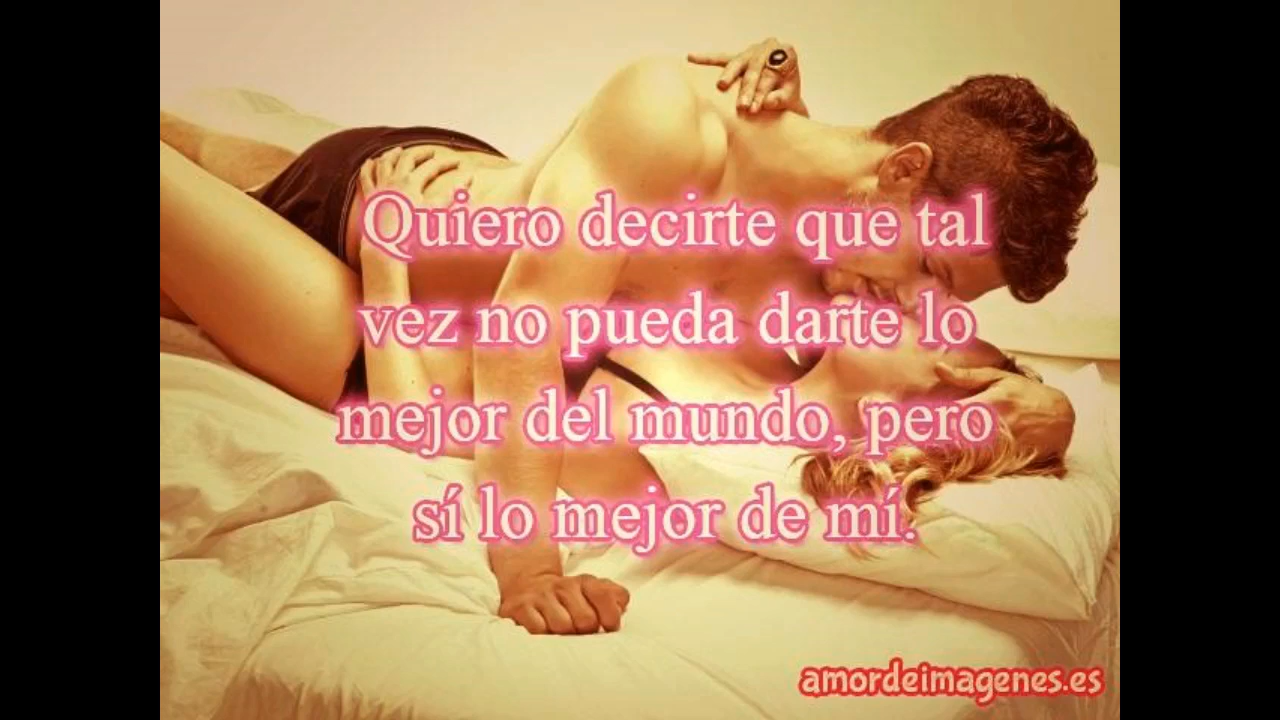 Quiero decirte que tal
vez no pueda darte lo
mejor del mundo, pero
sí lo mejor de mí.
amordeimagenes.es